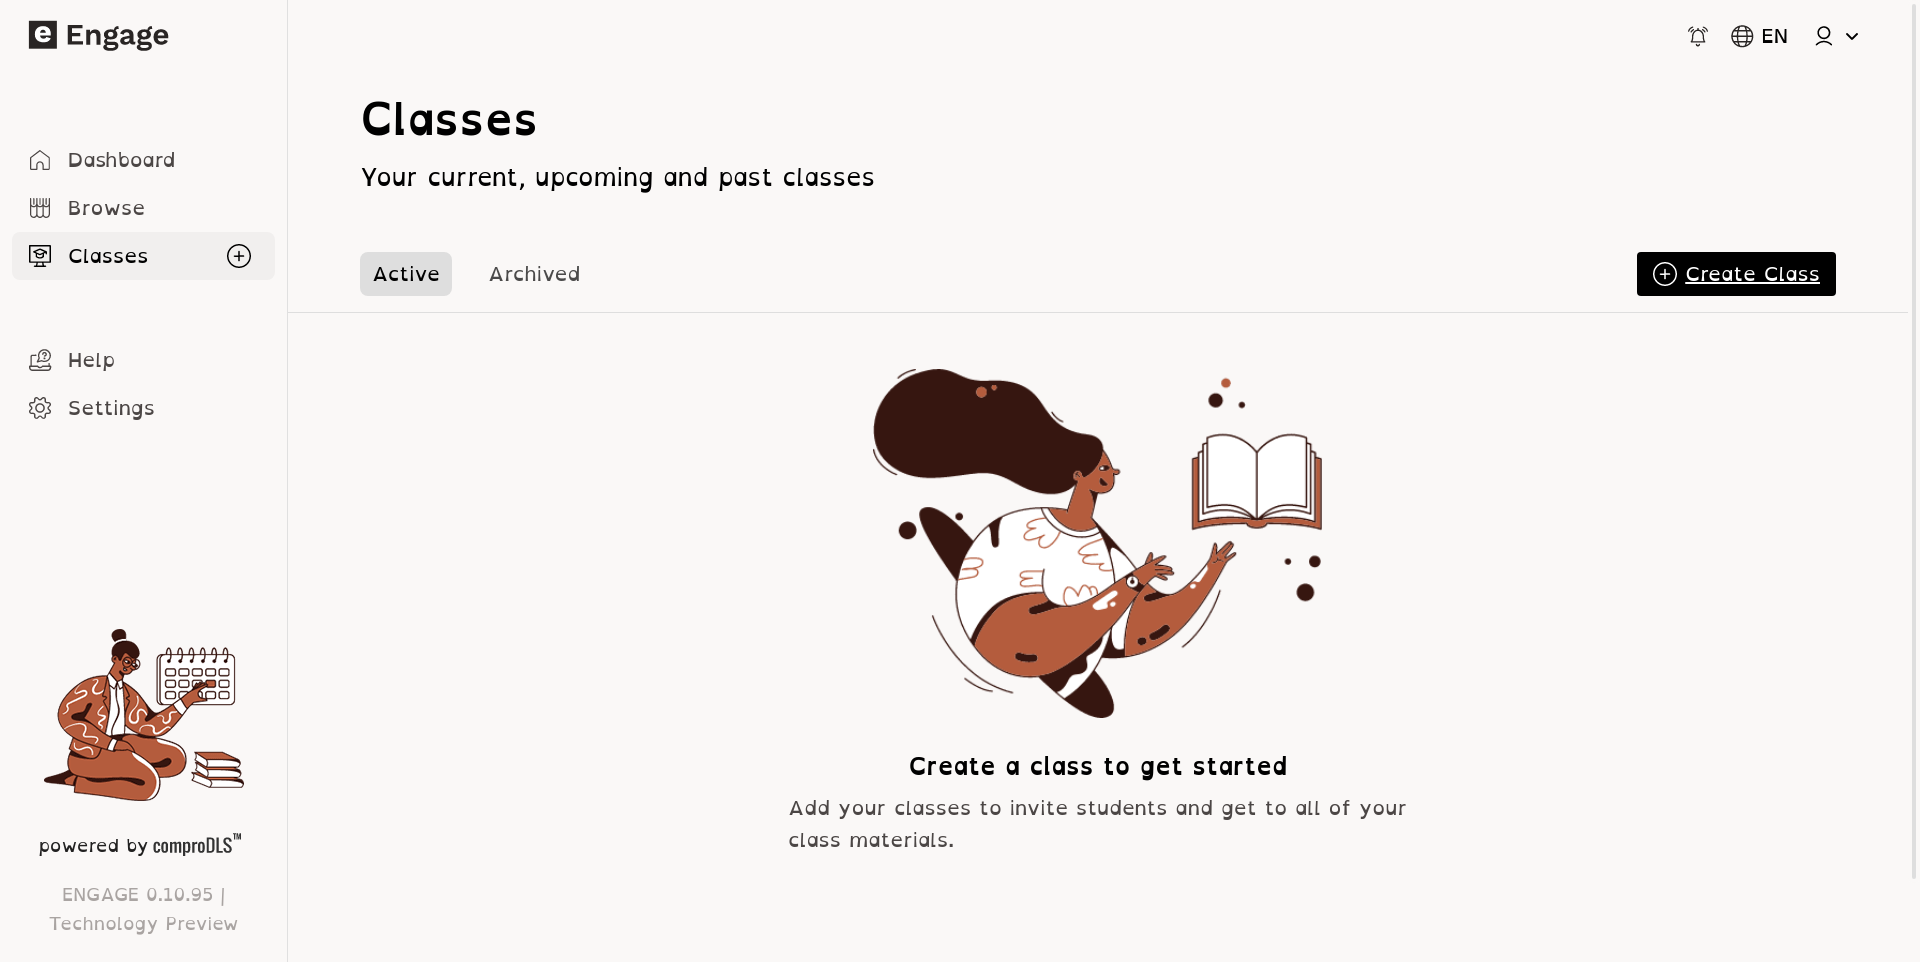 e Engage
EN
Classes
Your current, upcoming and past classes
Dashboard
Browse
Classes
Active
Archived
Create Class
Help
Settings
Create a class to get started
Add your classes to invite students and get to all of your
class materials.
powered by comproDLS™
ENGAGE 0.10.95 |
Technology Preview